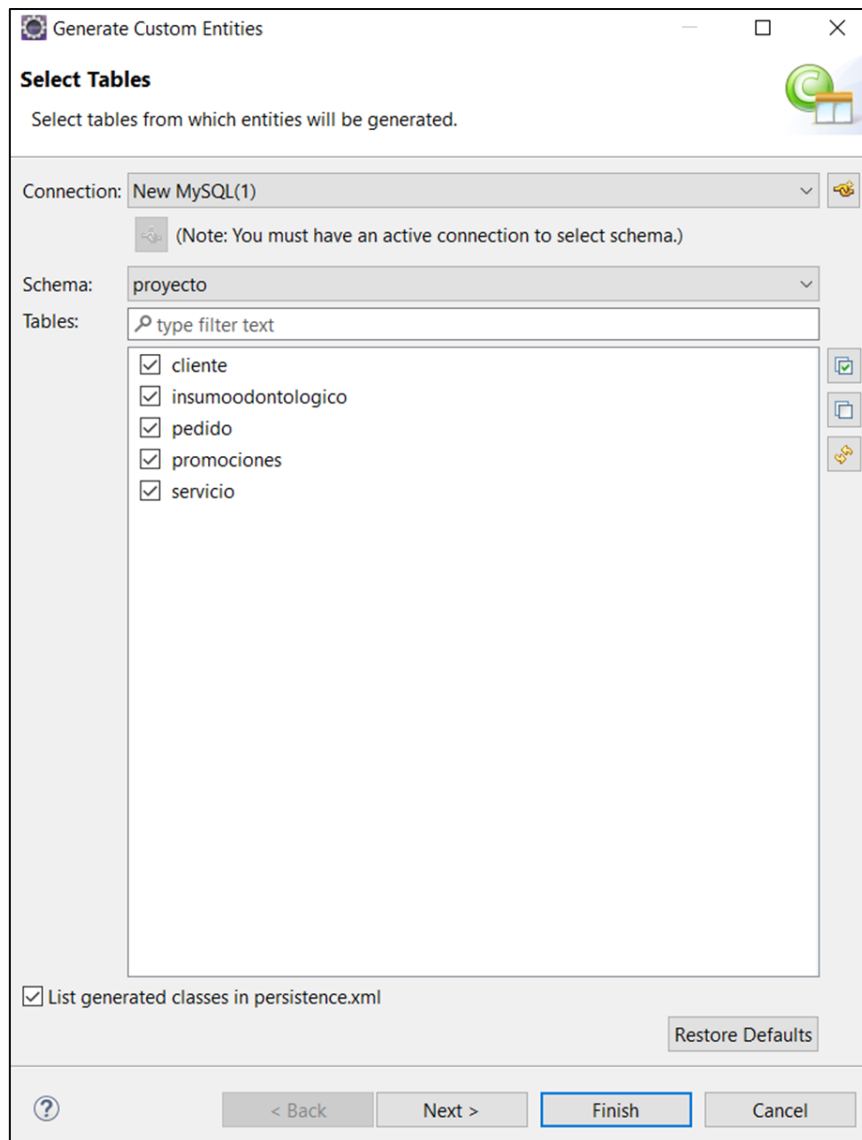 Generate Custom Entities
Select Tables
Select tables from which entities will be generated.
Connection: New MySQL(1)
(Note: You must have an active connection to select schema.)
Schema: proyecto
Tables: type filter text
cliente
insumoodontologico
pedido
promociones
servicio
List generated classes in persistence.xml
Restore Defaults
? < Back Next > Finish Cancel